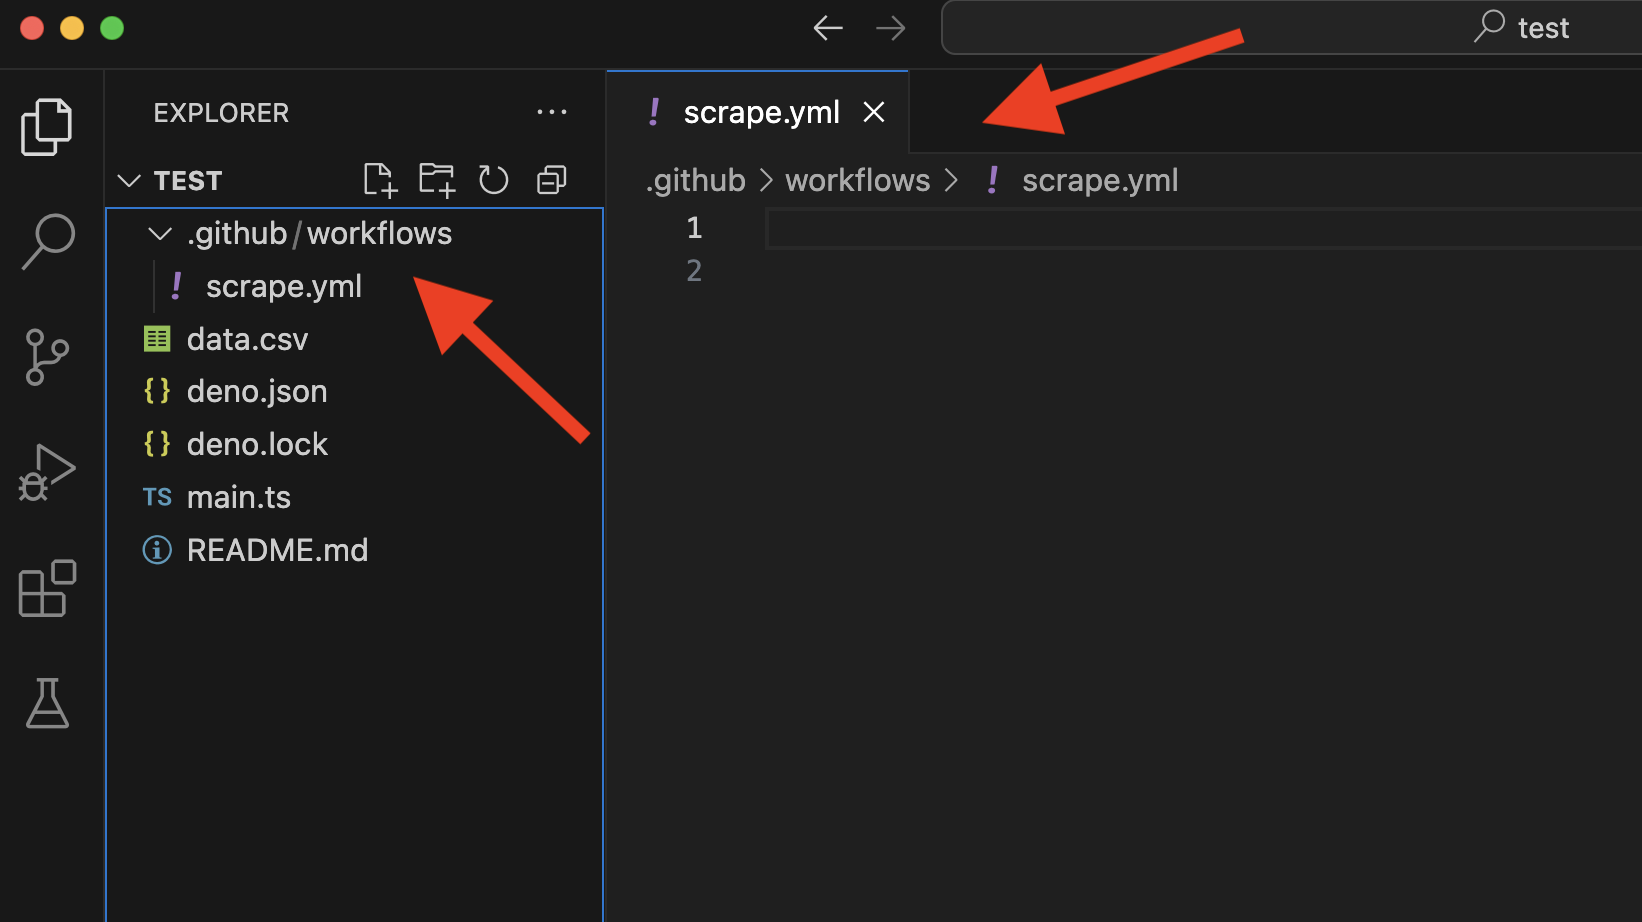 test
EXPLORER
TEST
.github/workflows
! scrape.yml
data.csv
{} deno.json
{} deno.lock
TS main.ts
README.md
! scrape.yml
.github > workflows > ! scrape.yml
1
2